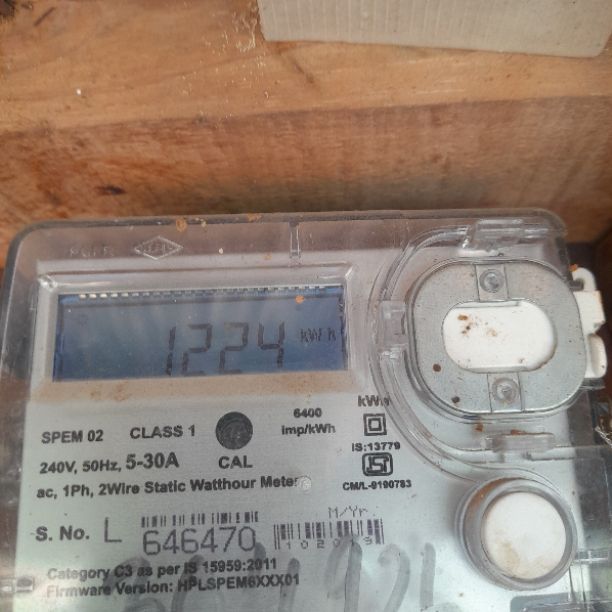 1224 kWh
SPEM 02 CLASS 1 6400 imp/kWh
240V, 50Hz, 5-30A CAL
IS:13779
ac, 1Ph, 2Wire Static Watthour Meter
CM/L-9190783
M/Yr.
S. No. L 646470
Category C3 as per IS 15959:2011
Firmware Version: HPLSPEM6XXX01